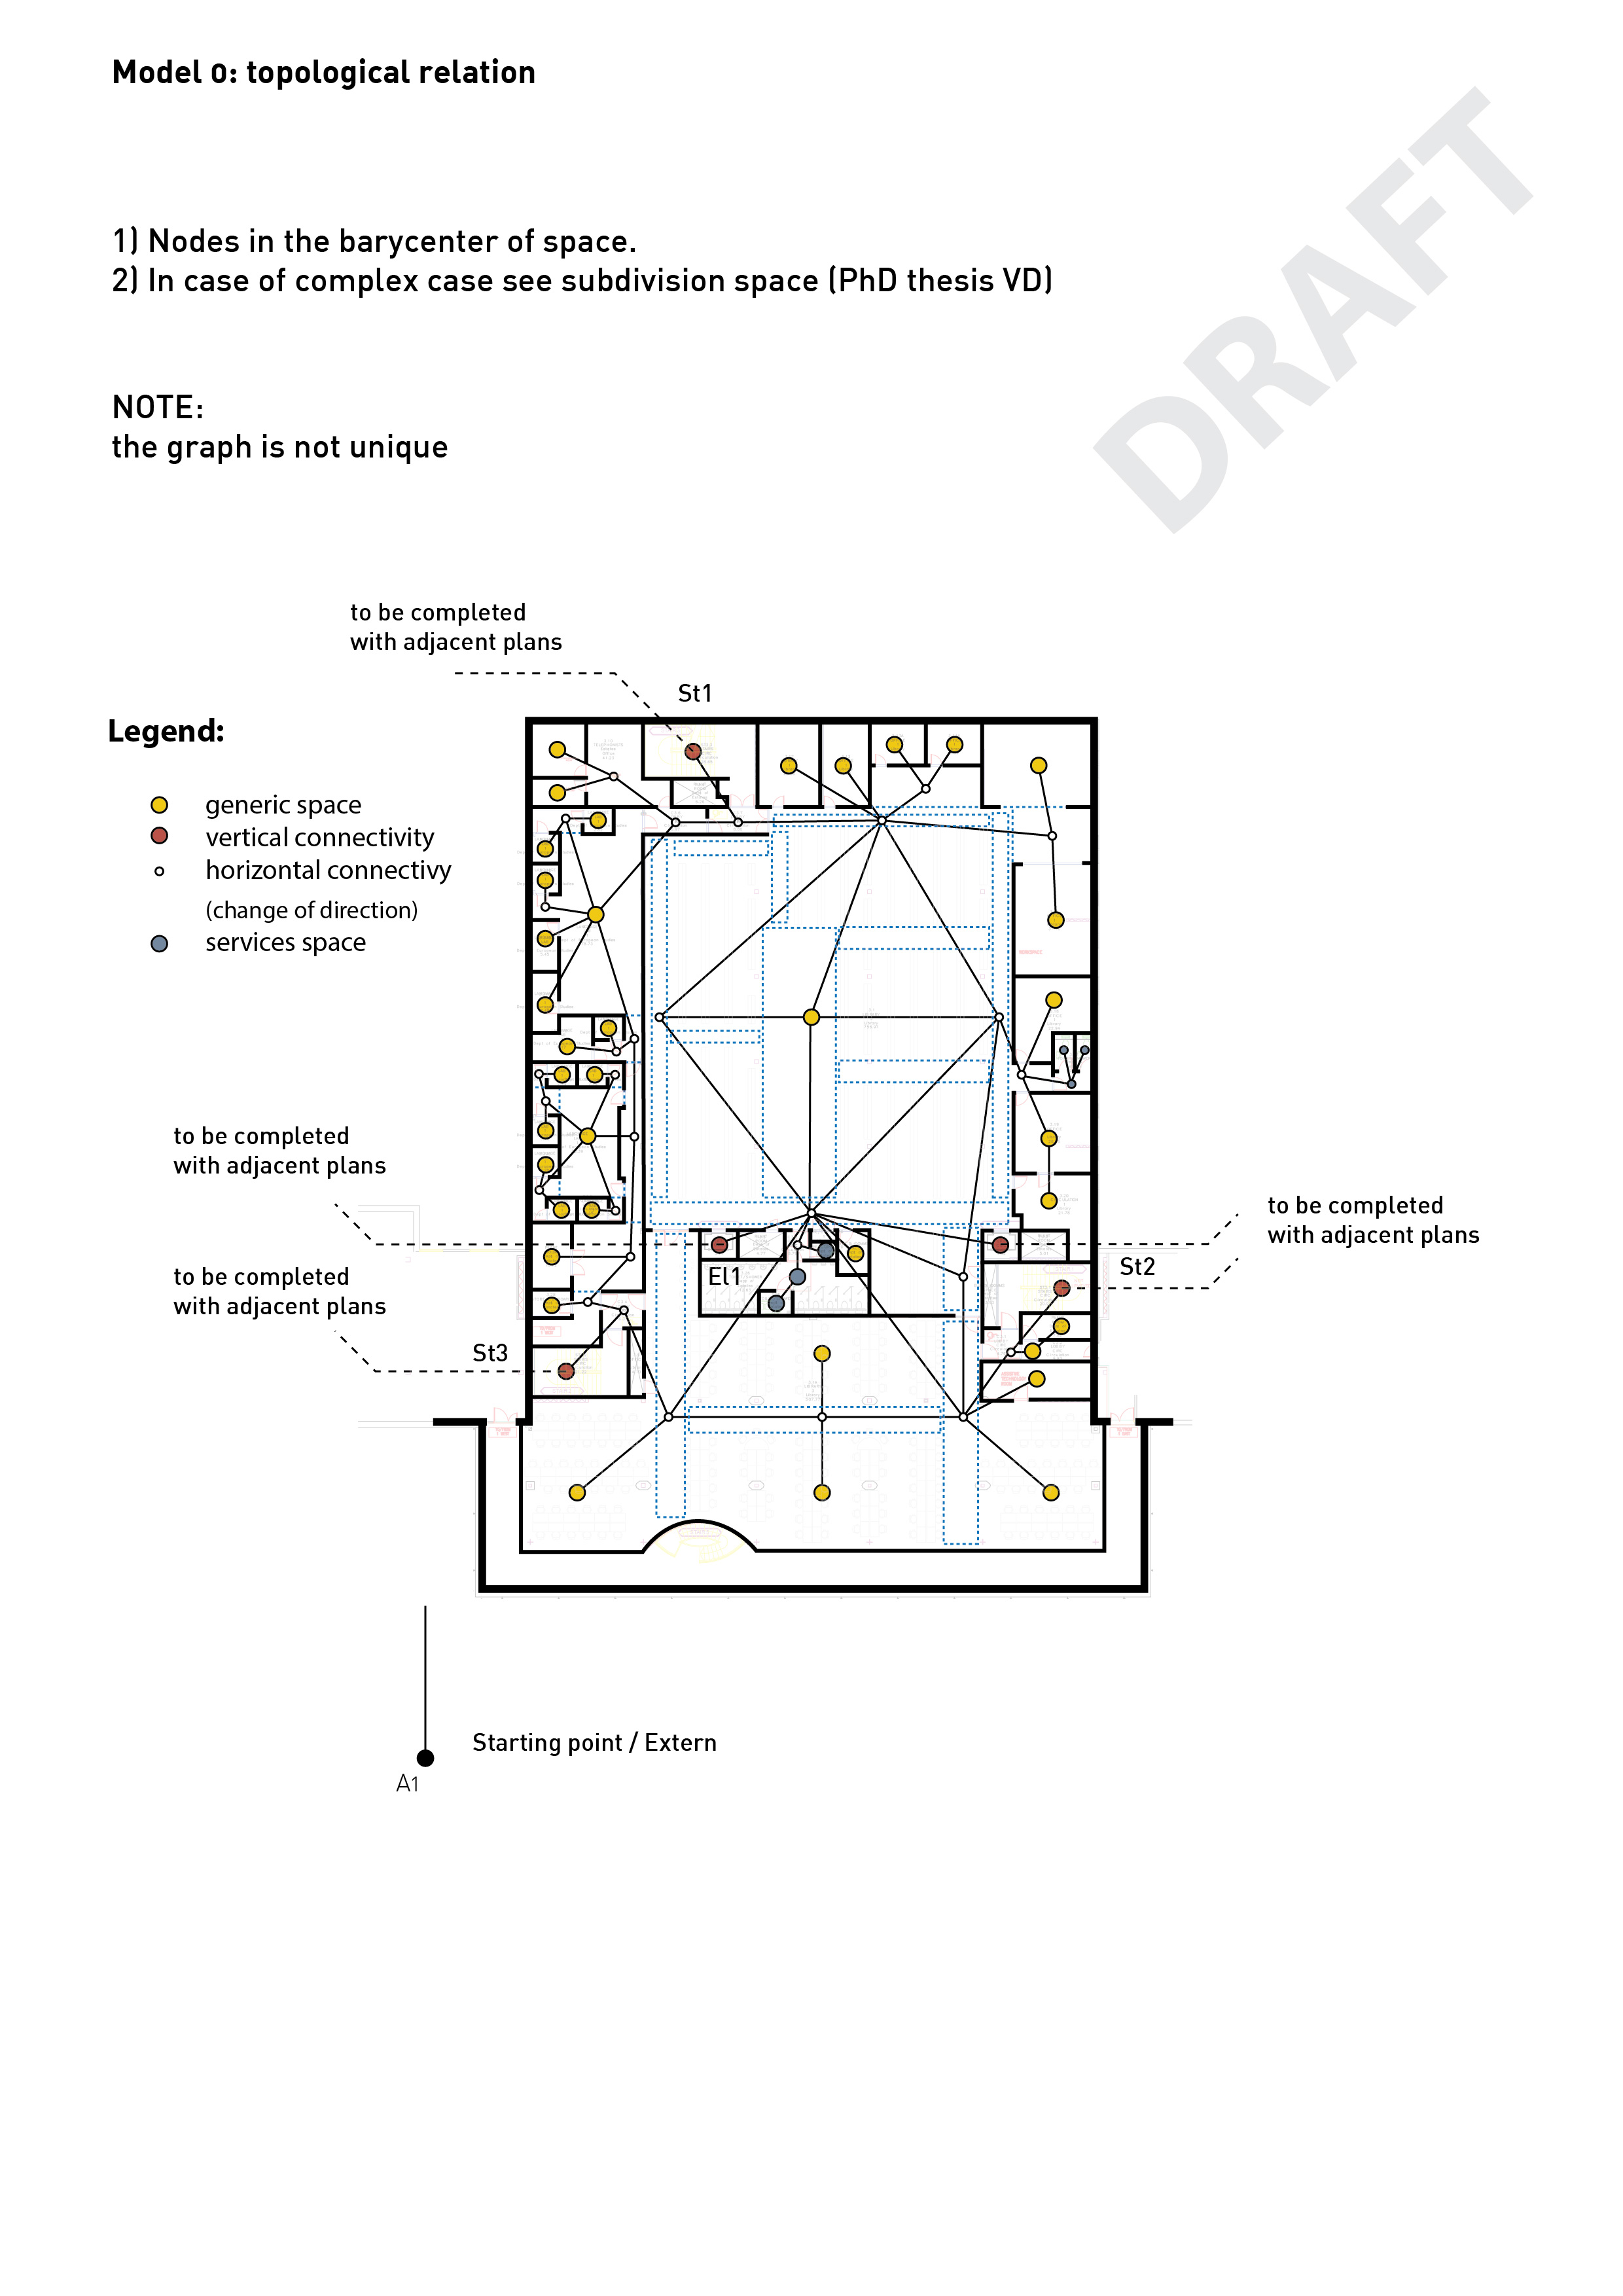 Model 0: topological relation
DRAFT
1) Nodes in the barycenter of space.
2) In case of complex case see subdivision space (PhD thesis VD)
NOTE:
the graph is not unique
to be completed
with adjacent plans
St1
Legend:
generic space
vertical connectivity
horizontal connectivy
(change of direction)
services space
to be completed
with adjacent plans
to be completed
with adjacent plans
St2
El1
to be completed
with adjacent plans
St3
Starting point / Extern
A1